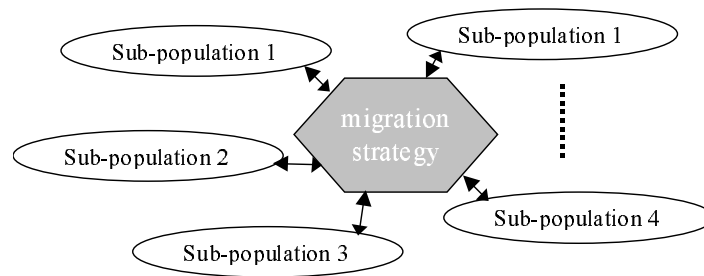 Sub-population 1
Sub-population 1
migration
strategy
Sub-population 2
Sub-population 4
Sub-population 3